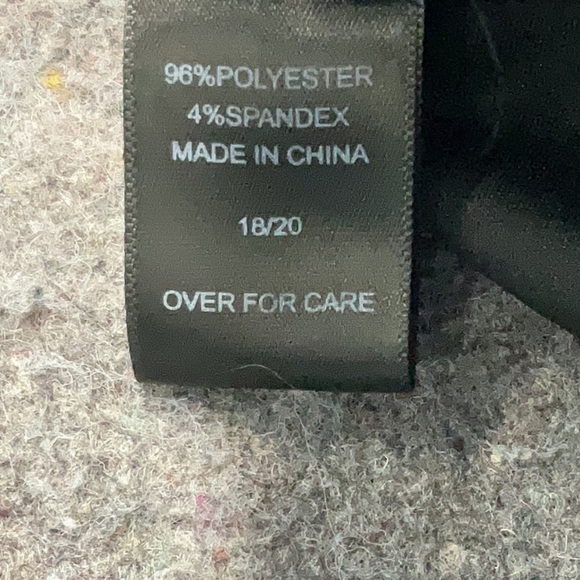 96%POLYESTER
4%SPANDEX
MADE IN CHINA
18/20
OVER FOR CARE